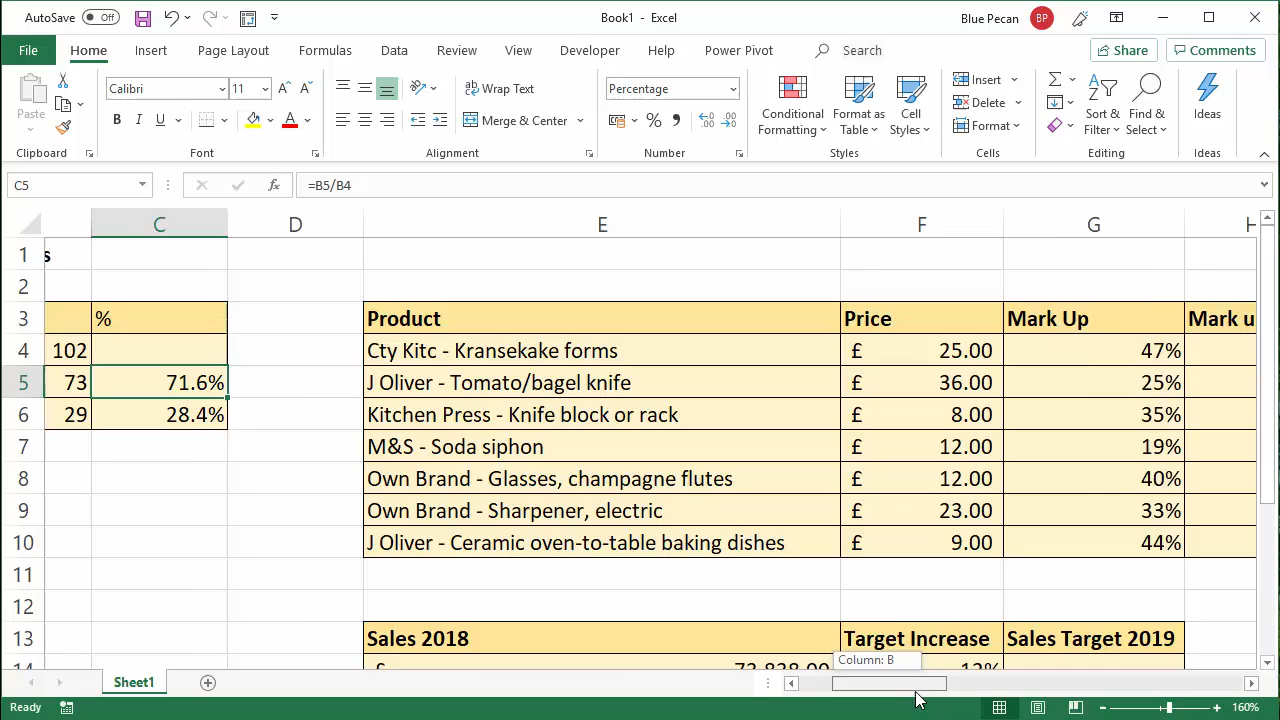 AutoSave Off Book1 - Excel Blue Pecan BP
File Home Insert Page Layout Formulas Data Review View Developer Help Power Pivot Search Share Comments
Paste Calibri 11 A A Wrap Text Percentage Conditional Formatting Format as Table Cell Styles Insert Sort & Filter Find & Select Ideas
B I U A Merge & Center % Delete
Format
Clipboard Font Alignment Number Styles Cells Editing Ideas
C5 fx =B5/B4
C D E F G H
1 s
2
3 % Product Price Mark Up Mark u
4 102 Cty Kitc - Kransekake forms £ 25.00 47%
5 73 71.6% J Oliver - Tomato/bagel knife £ 36.00 25%
6 29 28.4% Kitchen Press - Knife block or rack £ 8.00 35%
7 M&S - Soda siphon £ 12.00 19%
8 Own Brand - Glasses, champagne flutes £ 12.00 40%
9 Own Brand - Sharpener, electric £ 23.00 33%
10 J Oliver - Ceramic oven-to-table baking dishes £ 9.00 44%
11
12
13 Sales 2018 Target Increase Sales Target 2019
14 £ 73,838.00 12%
Column: B
Sheet1
Ready 160%